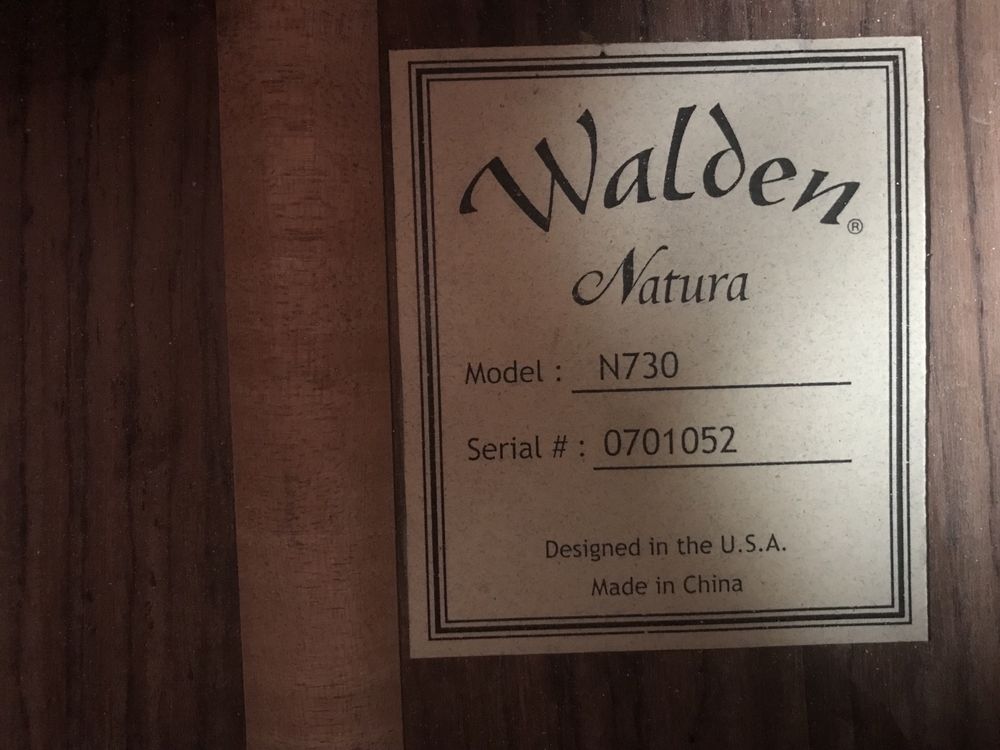 Walden®
Natura
Model : N730
Serial # : 0701052
Designed in the U.S.A.
Made in China